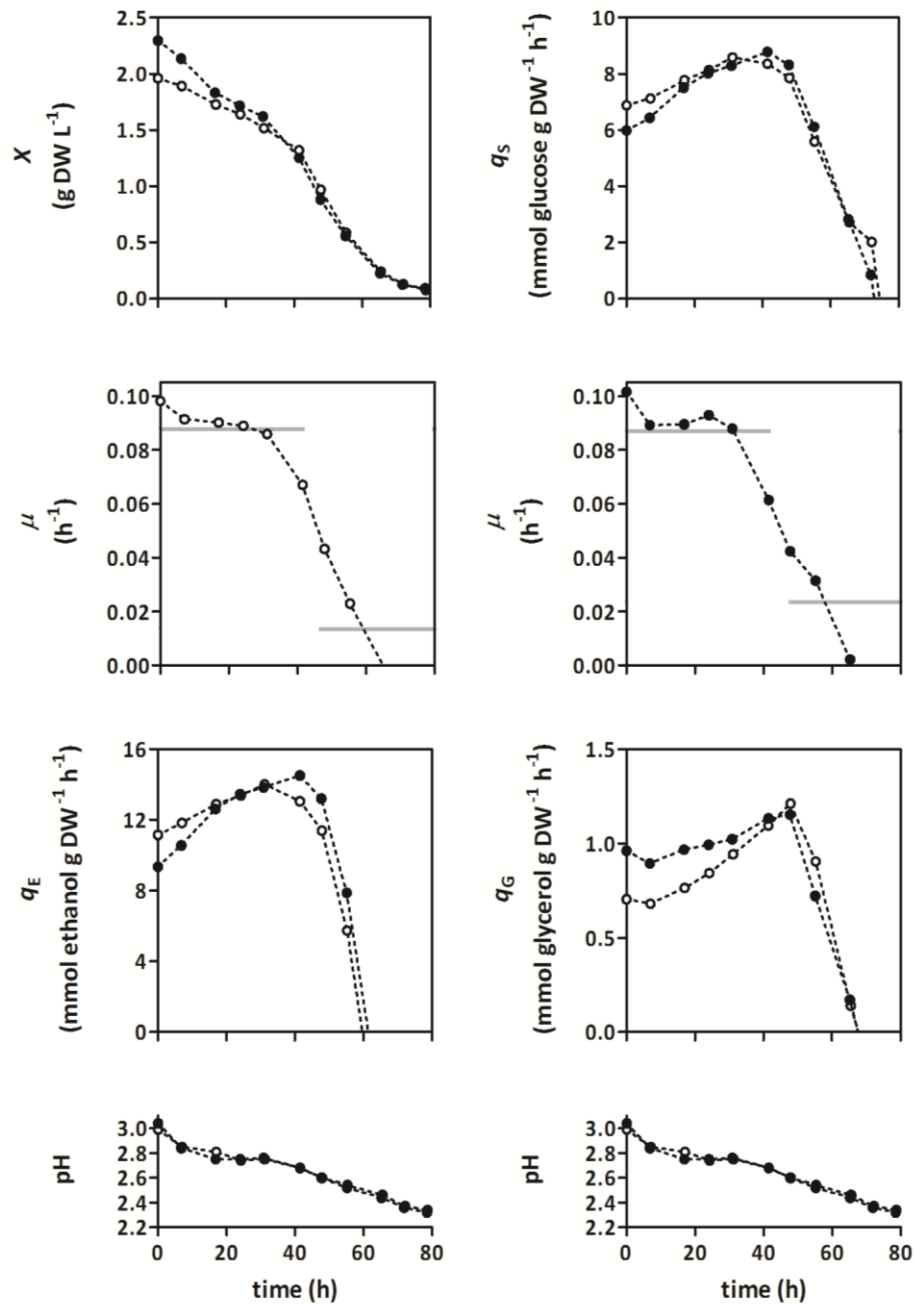 2.5
2.0
1.5
1.0
0.5
0.0
X
(g DW L⁻¹)
10
8
6
4
2
0
qS
(mmol glucose g DW⁻¹ h⁻¹)
0.10
0.08
0.06
0.04
0.02
0.00
μ
(h⁻¹)
0.10
0.08
0.06
0.04
0.02
0.00
μ
(h⁻¹)
16
12
8
4
0
qE
(mmol ethanol g DW⁻¹ h⁻¹)
1.5
1.0
0.5
0.0
qG
(mmol glycerol g DW⁻¹ h⁻¹)
3.0
2.8
2.6
2.4
2.2
pH
0 20 40 60 80
time (h)
3.0
2.8
2.6
2.4
2.2
pH
0 20 40 60 80
time (h)